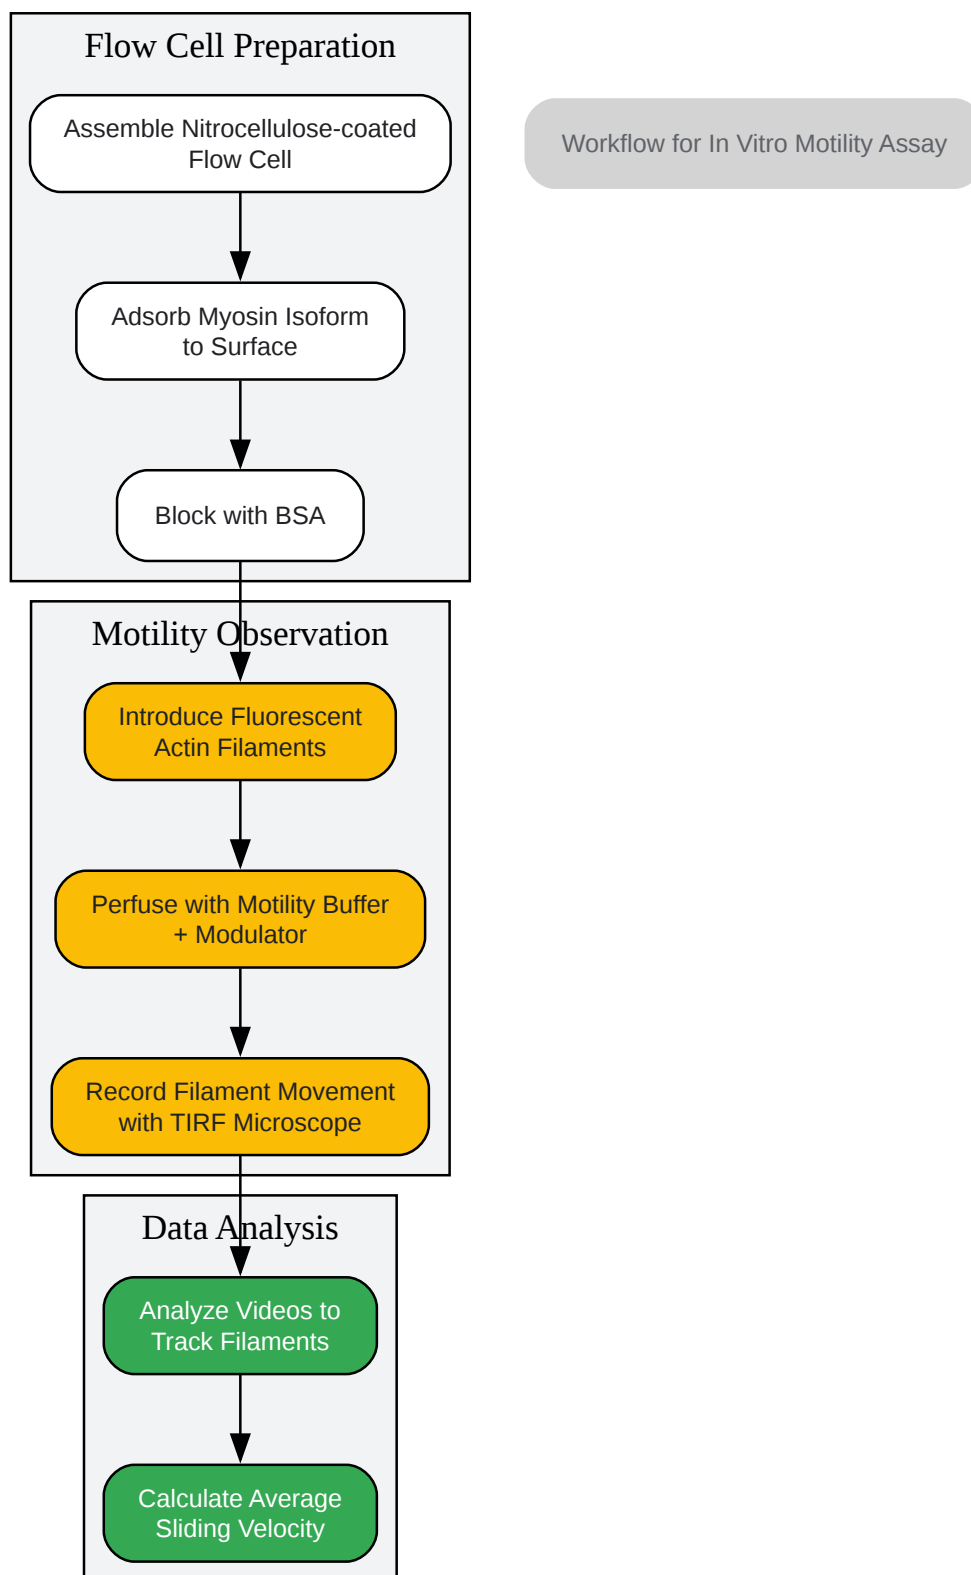 Flow Cell Preparation
Assemble Nitrocellulose-coated
Flow Cell
Workflow for In Vitro Motility Assay
Adsorb Myosin Isoform
to Surface
Block with BSA
Motility Observation
Introduce Fluorescent
Actin Filaments
Perfuse with Motility Buffer
+ Modulator
Record Filament Movement
with TIRF Microscope
Data Analysis
Analyze Videos to
Track Filaments
Calculate Average
Sliding Velocity